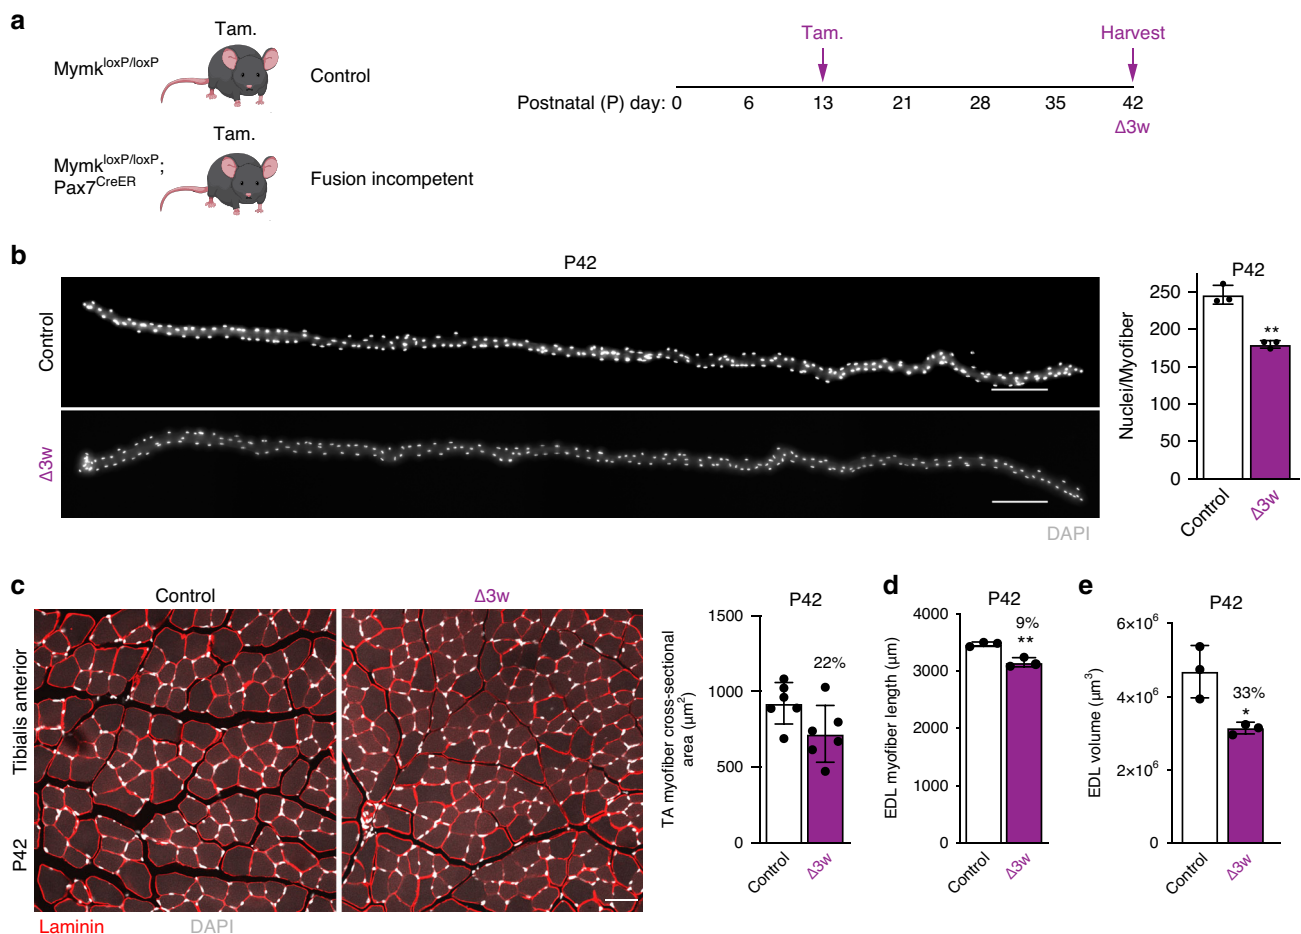 a
Tam.
Mymk^loxP/loxP
Control
Tam.
Mymk^loxP/loxP;
Pax7^CreER
Fusion incompetent
Tam.
Harvest
Postnatal (P) day: 0 6 13 21 28 35 42
Δ3w
b
P42
Control
Δ3w
DAPI
P42
Nuclei/Myofiber
250
200
150
100
50
0
**
Control
Δ3w
c
Control
Δ3w
Tibialis anterior
P42
Laminin
DAPI
P42
TA myofiber cross-sectional
area (μm²)
1500
1000
500
0
22%
Control
Δ3w
d
P42
EDL myofiber length (μm)
4000
3000
2000
1000
0
9%
**
Control
Δ3w
e
P42
EDL volume (μm³)
6×10⁶
4×10⁶
2×10⁶
0
33%
*
Control
Δ3w